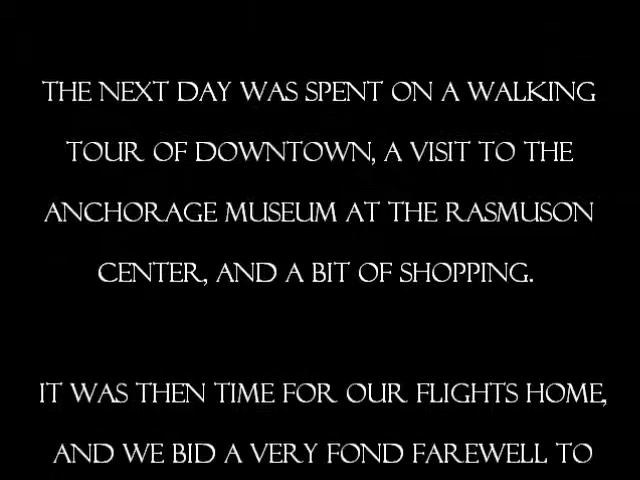 THE NEXT DAY WAS SPENT ON A WALKING
TOUR OF DOWNTOWN, A VISIT TO THE
ANCHORAGE MUSEUM AT THE RASMUSON
CENTER, AND A BIT OF SHOPPING.
IT WAS THEN TIME FOR OUR FLIGHTS HOME,
AND WE BID A VERY FOND FAREWELL TO